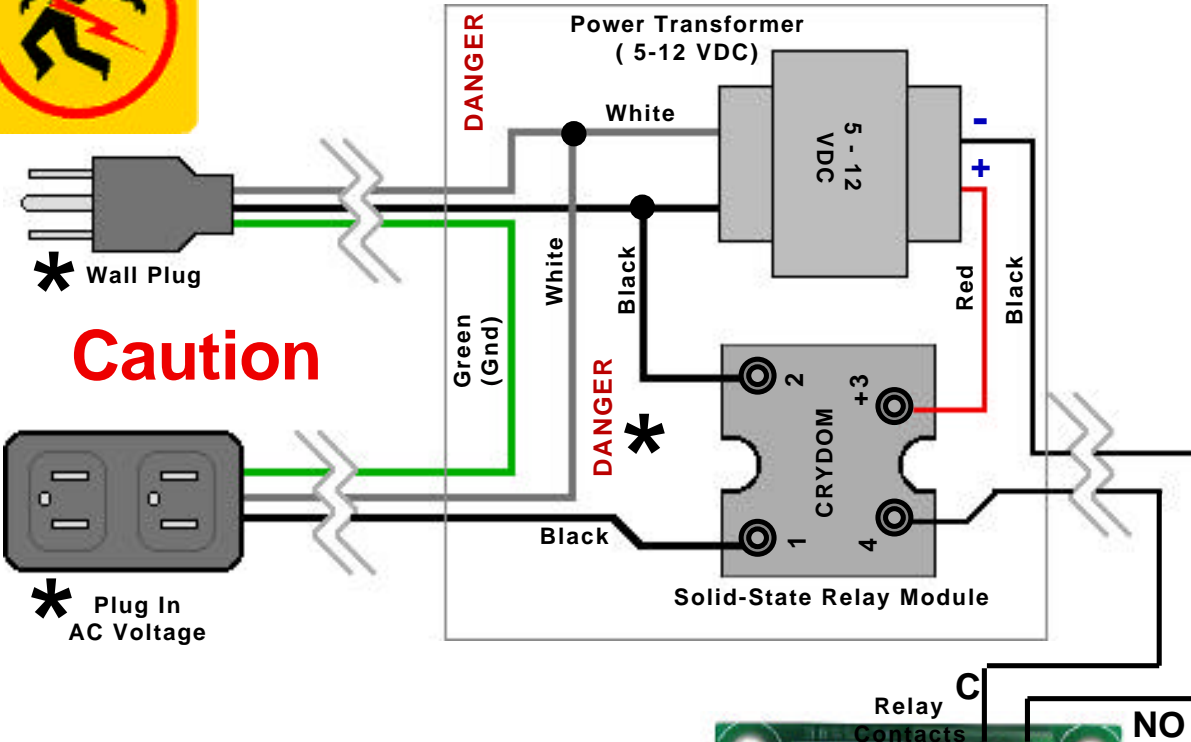 DANGER
Power Transformer
( 5-12 VDC)
White
5 - 12
VDC
-
+
Wall Plug
*
White
Black
Red
Black
Green
(Gnd)
Caution
DANGER
*
2
+3
CRYDOM
1
4
Black
Solid-State Relay Module
*
Plug In
AC Voltage
C
Relay
Contacts
NO